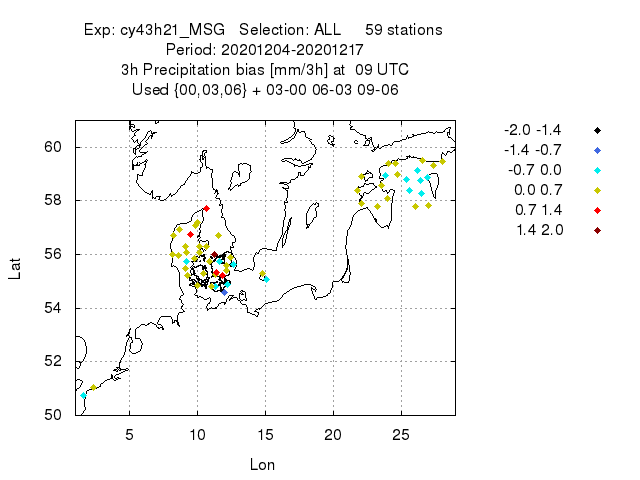 Exp: cy43h21_MSG Selection: ALL 59 stations
Period: 20201204-20201217
3h Precipitation bias [mm/3h] at 09 UTC
Used {00,03,06} + 03-00 06-03 09-06
60
58
56
54
52
50
Lat
5 10 15 20 25
Lon
-2.0 -1.4
-1.4 -0.7
-0.7 0.0
0.0 0.7
0.7 1.4
1.4 2.0